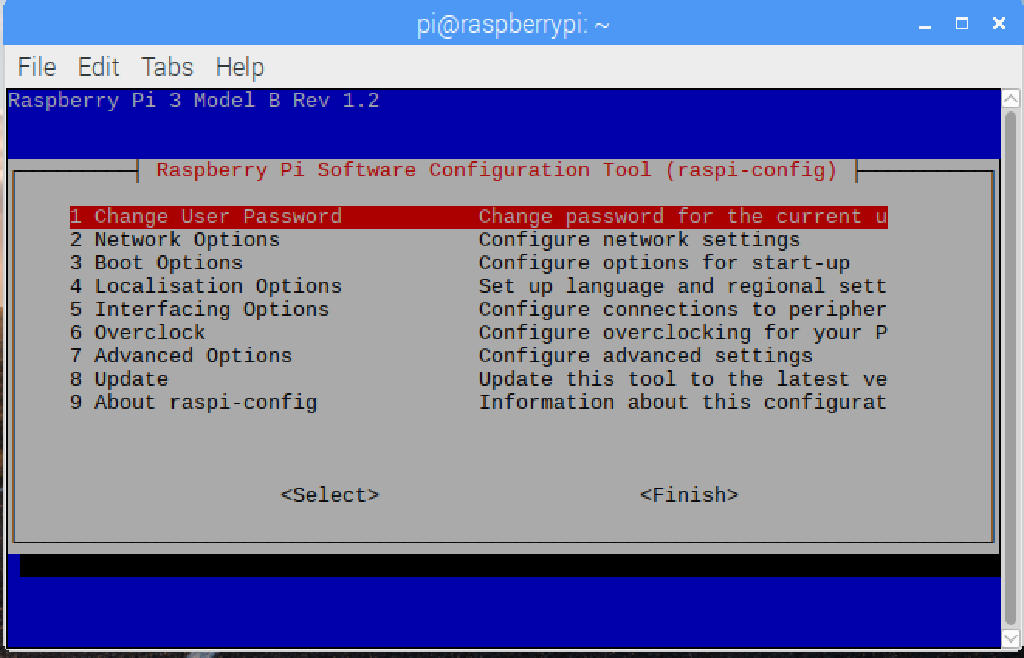 pi@raspberrypi: ~
File Edit Tabs Help
Raspberry Pi 3 Model B Rev 1.2
Raspberry Pi Software Configuration Tool (raspi-config)
1 Change User Password Change password for the current u
2 Network Options Configure network settings
3 Boot Options Configure options for start-up
4 Localisation Options Set up language and regional sett
5 Interfacing Options Configure connections to peripher
6 Overclock Configure overclocking for your P
7 Advanced Options Configure advanced settings
8 Update Update this tool to the latest ve
9 About raspi-config Information about this configurat
<Select> <Finish>